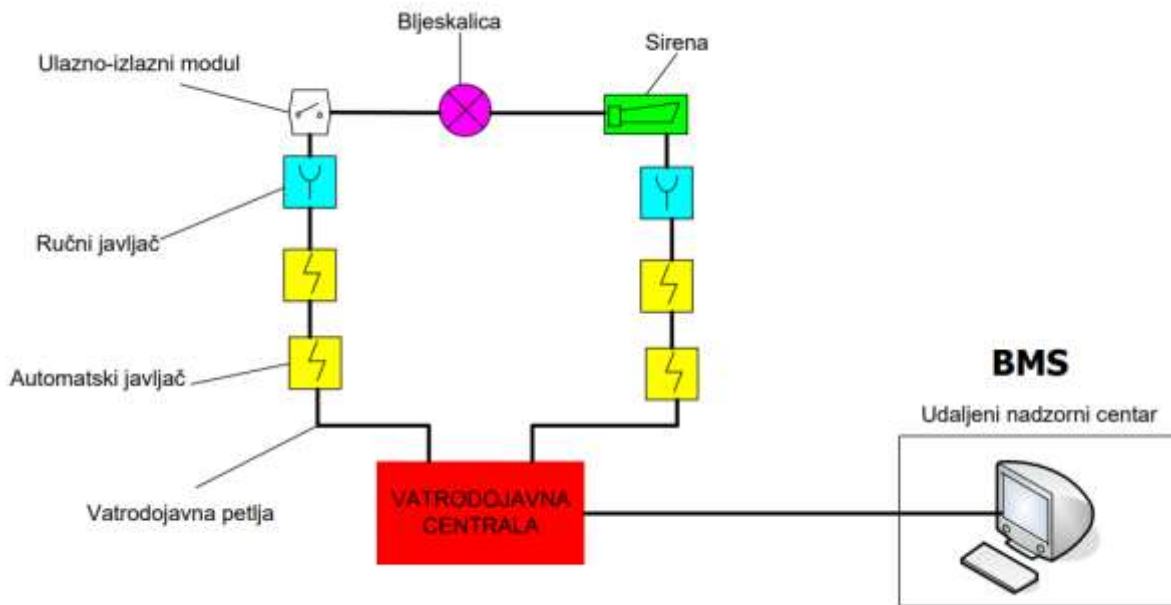 Bljeskalica
Sirena
Ulazno-izlazni modul
Ručni javljač
Automatski javljač
BMS
Udaljeni nadzorni centar
VATRODOJAVNA
CENTRALA
Vatrodojavna petlja